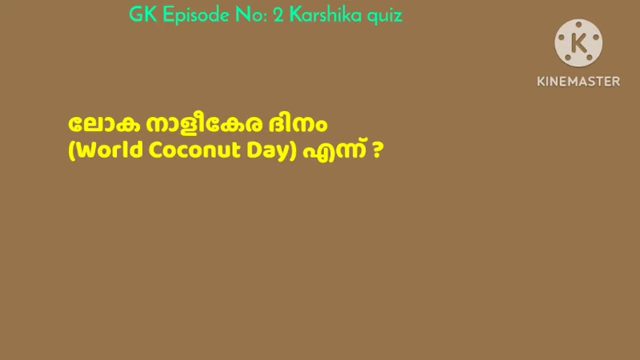 GK Episode No: 2 Karshika quiz
K
KINEMASTER
ലോക നാളീകേര ദിനം
(World Coconut Day) എന്ന് ?